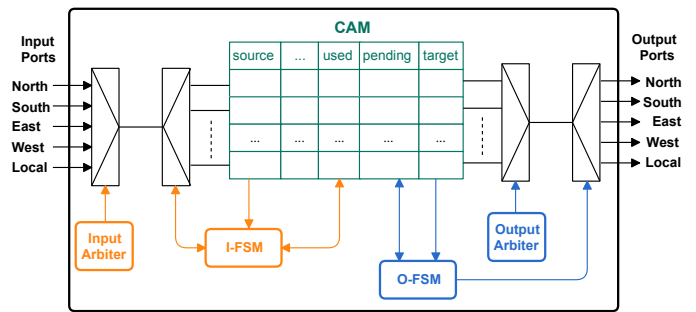 CAM
Input
Ports
Output
Ports
source ... used pending target
North
South
East
West
Local
... ... ... ... ...
North
South
East
West
Local
Input
Arbiter
I-FSM
Output
Arbiter
O-FSM